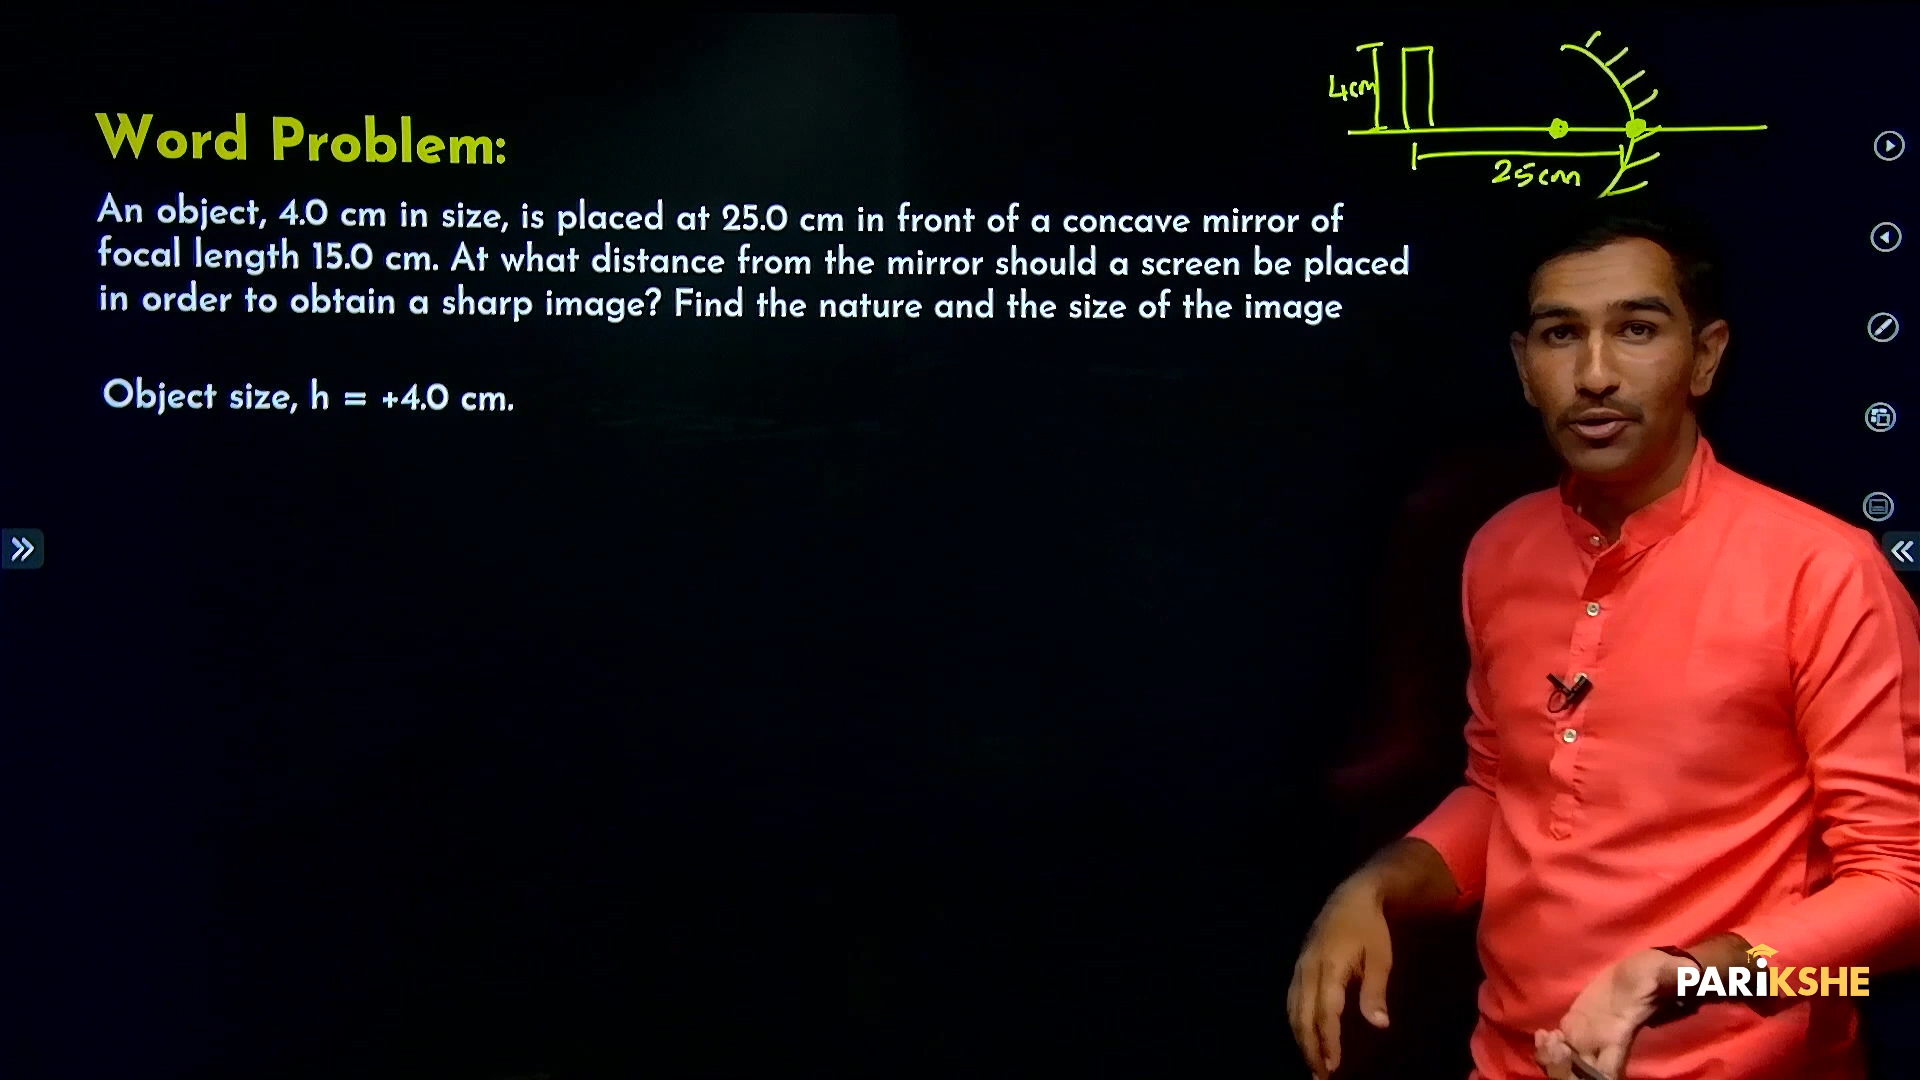 4cm
25cm
Word Problem:
An object, 4.0 cm in size, is placed at 25.0 cm in front of a concave mirror of
focal length 15.0 cm. At what distance from the mirror should a screen be placed
in order to obtain a sharp image? Find the nature and the size of the image
Object size, h = +4.0 cm.
PARiKSHE